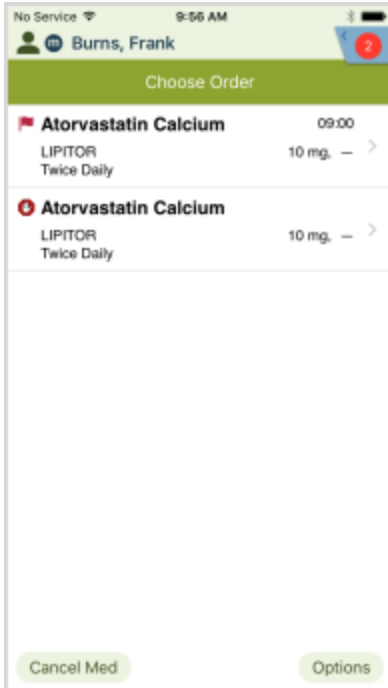 No Service 9:56 AM
m Burns, Frank 2
Choose Order
Atorvastatin Calcium 09:00
LIPITOR 10 mg, —
Twice Daily
Atorvastatin Calcium
LIPITOR 10 mg, —
Twice Daily
Cancel Med Options